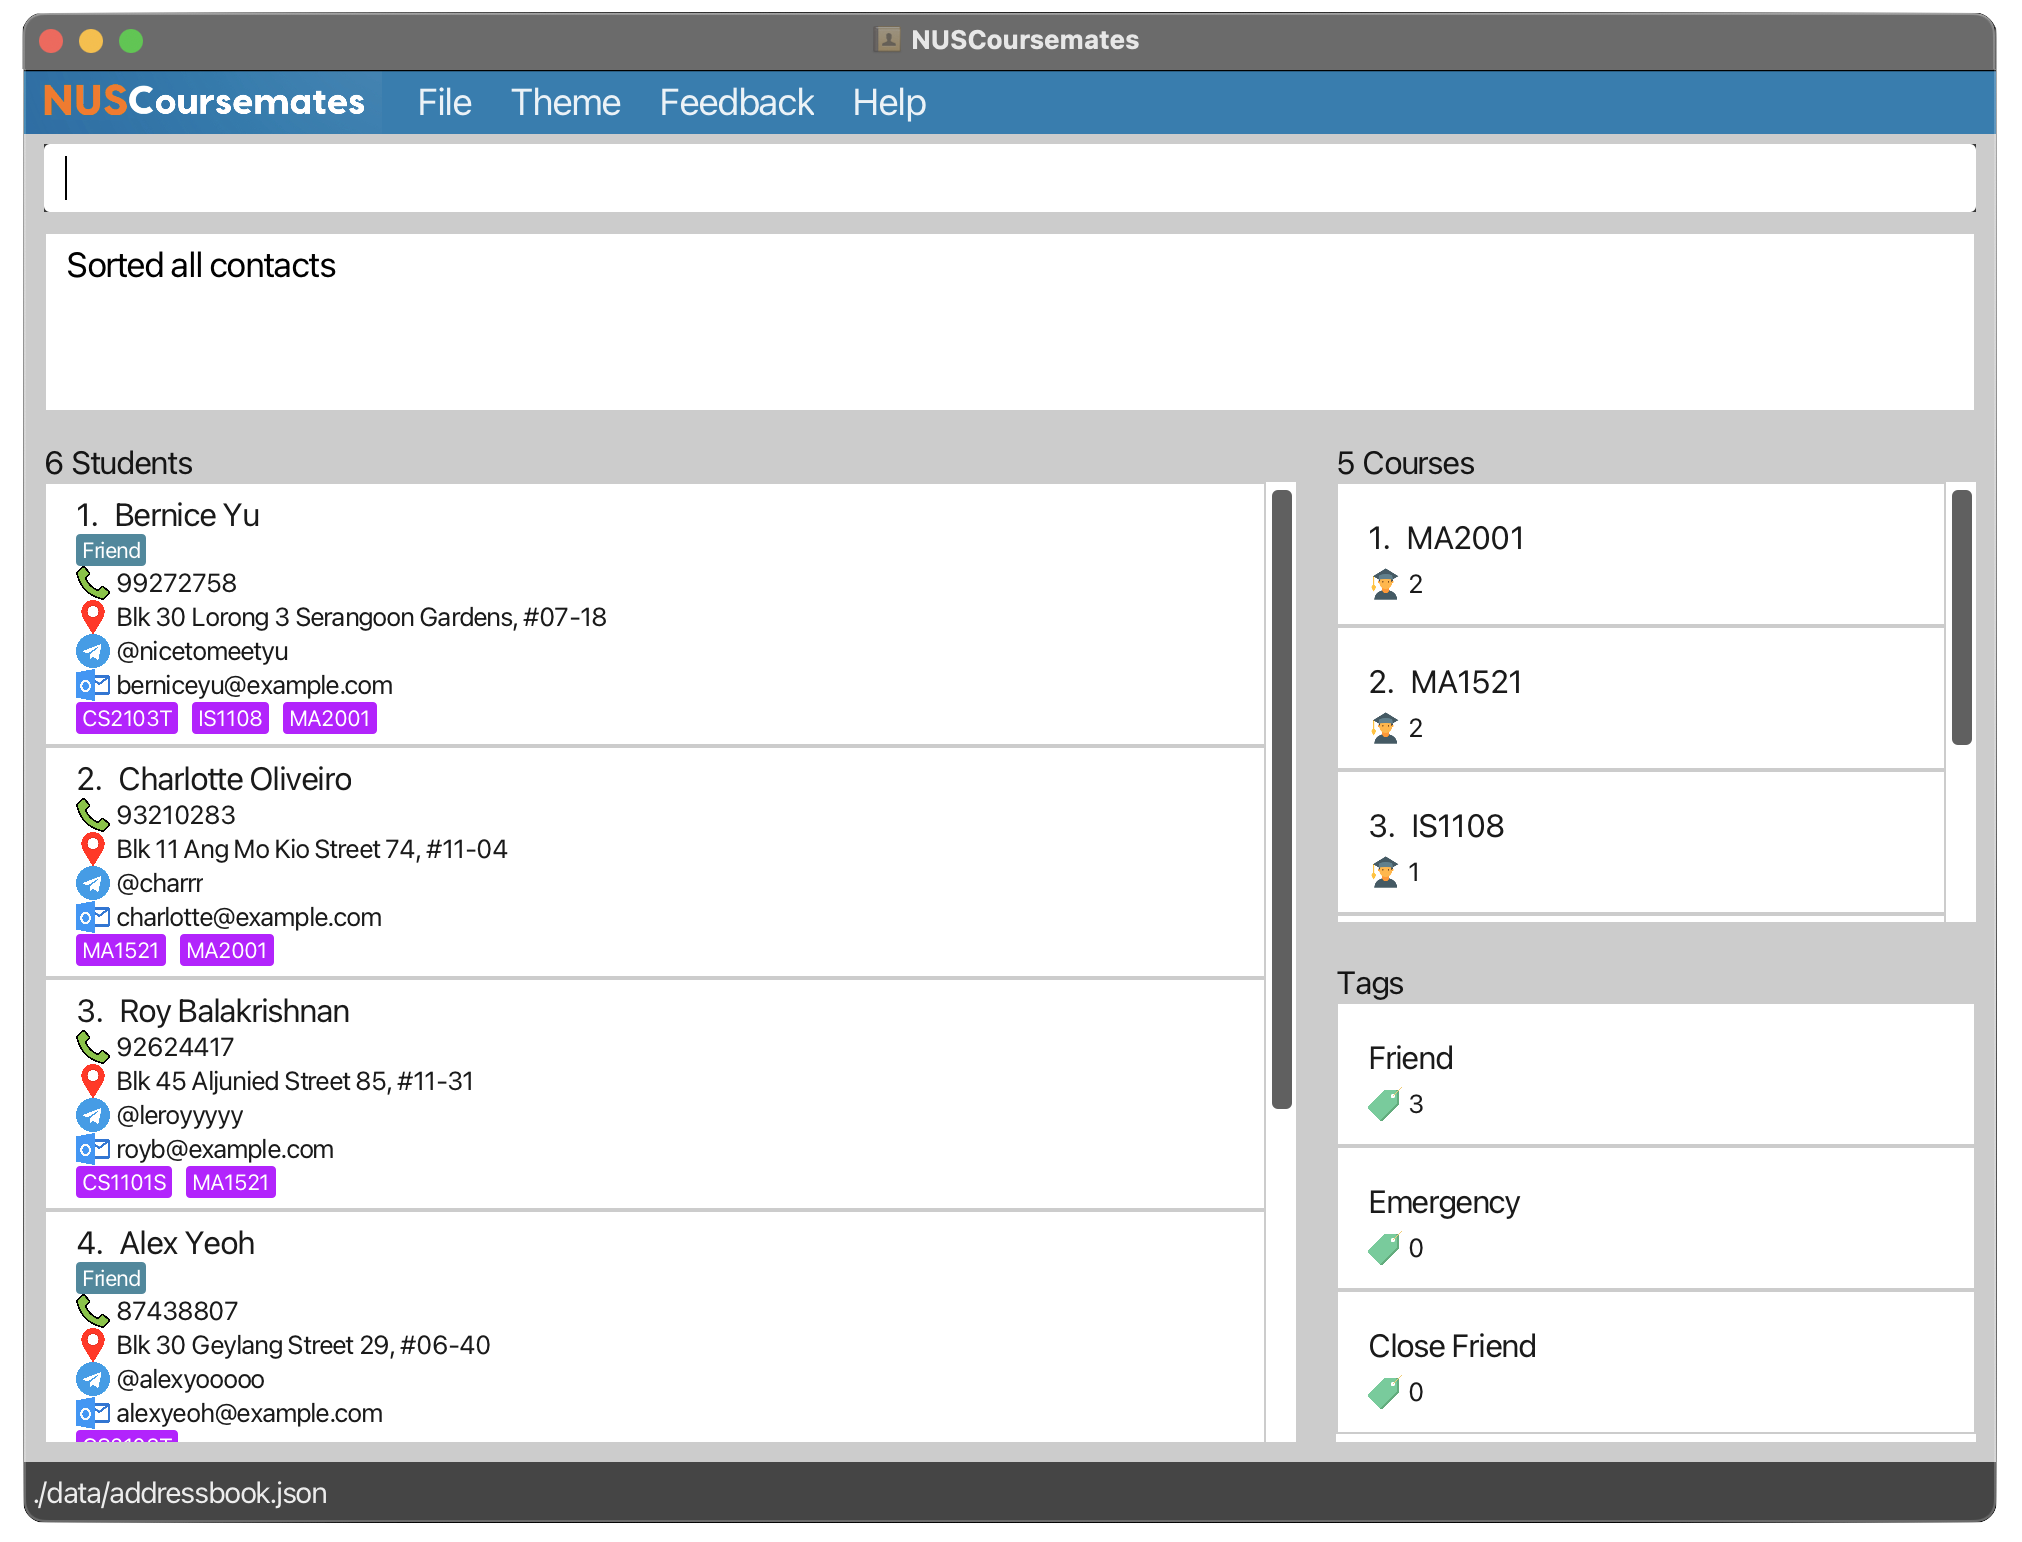 NUSCoursemates
NUSCoursemates File Theme Feedback Help
Sorted all contacts
6 Students
1. Bernice Yu
Friend
99272758
Blk 30 Lorong 3 Serangoon Gardens, #07-18
@nicetomeetyu
berniceyu@example.com
CS2103T IS1108 MA2001
2. Charlotte Oliveiro
93210283
Blk 11 Ang Mo Kio Street 74, #11-04
@charrr
charlotte@example.com
MA1521 MA2001
3. Roy Balakrishnan
92624417
Blk 45 Aljunied Street 85, #11-31
@leroyyyyy
royb@example.com
CS1101S MA1521
4. Alex Yeoh
Friend
87438807
Blk 30 Geylang Street 29, #06-40
@alexyooooo
alexyeoh@example.com
5 Courses
1. MA2001
2
2. MA1521
2
3. IS1108
1
Tags
Friend
3
Emergency
0
Close Friend
0
./data/addressbook.json